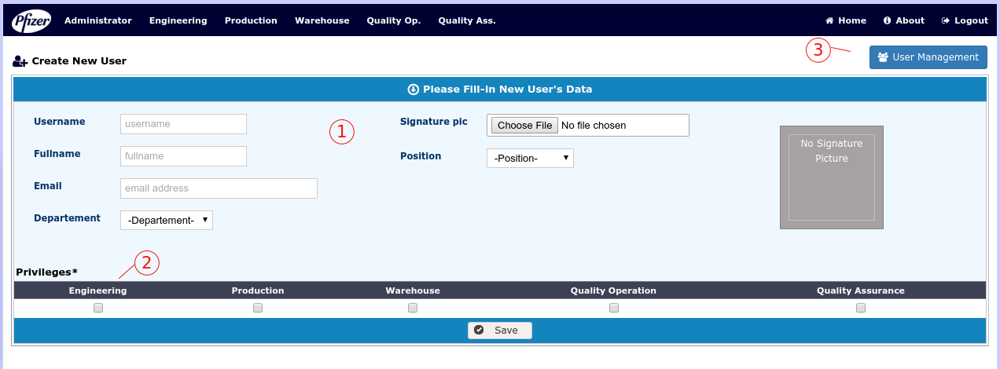 Pfizer Administrator Engineering Production Warehouse Quality Op. Quality Ass. Home About Logout
3
User Management
Create New User
Please Fill-in New User's Data
Username username 1 Signature pic Choose File No file chosen
No Signature
Picture
Fullname fullname Position -Position-
Email email address
Departement -Departement-
2
Privileges*
Engineering Production Warehouse Quality Operation Quality Assurance
Save